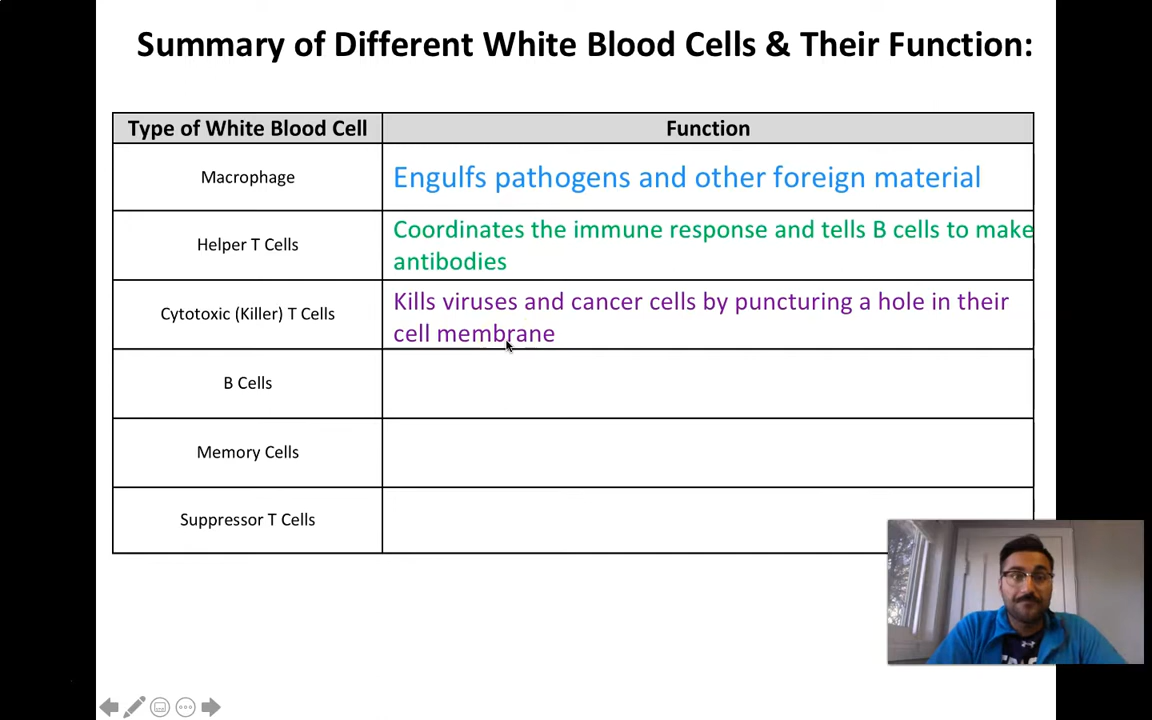 Summary of Different White Blood Cells & Their Function:
Type of White Blood Cell
Function
Macrophage
Engulfs pathogens and other foreign material
Helper T Cells
Coordinates the immune response and tells B cells to make
antibodies
Cytotoxic (Killer) T Cells
Kills viruses and cancer cells by puncturing a hole in their
cell membrane
B Cells
Memory Cells
Suppressor T Cells